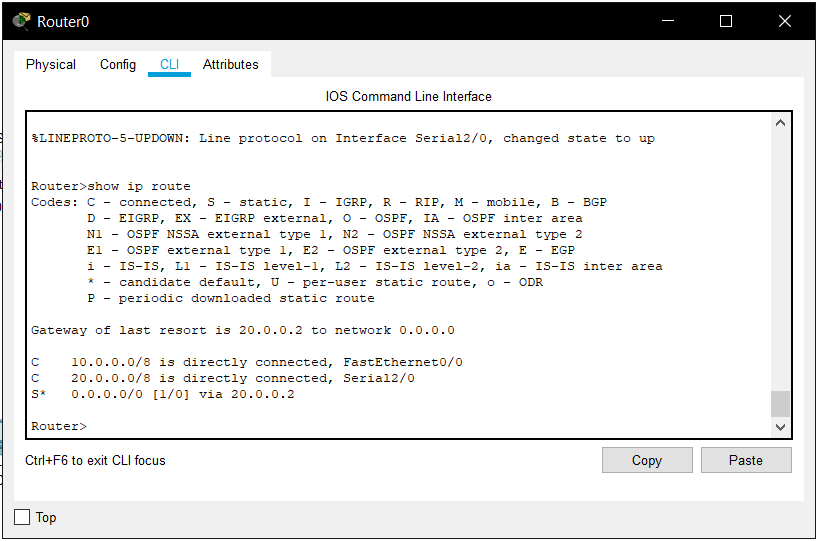 Router0
Physical Config CLI Attributes
IOS Command Line Interface
%LINEPROTO-5-UPDOWN: Line protocol on Interface Serial2/0, changed state to up
Router>show ip route
Codes: C - connected, S - static, I - IGRP, R - RIP, M - mobile, B - BGP
D - EIGRP, EX - EIGRP external, O - OSPF, IA - OSPF inter area
N1 - OSPF NSSA external type 1, N2 - OSPF NSSA external type 2
E1 - OSPF external type 1, E2 - OSPF external type 2, E - EGP
i - IS-IS, L1 - IS-IS level-1, L2 - IS-IS level-2, ia - IS-IS inter area
* - candidate default, U - per-user static route, o - ODR
P - periodic downloaded static route
Gateway of last resort is 20.0.0.2 to network 0.0.0.0
C 10.0.0.0/8 is directly connected, FastEthernet0/0
C 20.0.0.0/8 is directly connected, Serial2/0
S* 0.0.0.0/0 [1/0] via 20.0.0.2
Router>
Ctrl+F6 to exit CLI focus
Copy Paste
Top